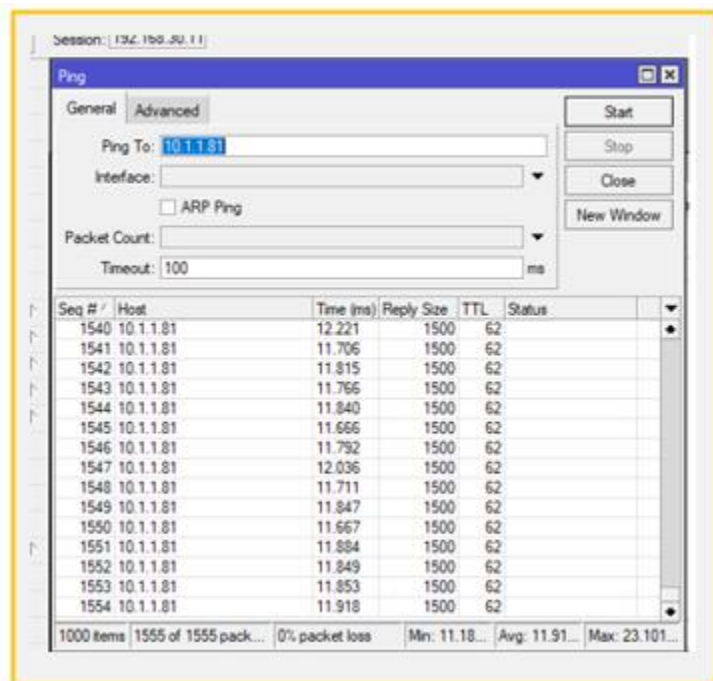 Session: 192.168.30.11
Ping
General Advanced
Start
Ping To: 10.1.1.81
Stop
Interface:
Close
ARP Ping
New Window
Packet Count:
Timeout: 100 ms
Seq # Host Time (ms) Reply Size TTL Status
1540 10.1.1.81 12.221 1500 62
1541 10.1.1.81 11.706 1500 62
1542 10.1.1.81 11.815 1500 62
1543 10.1.1.81 11.766 1500 62
1544 10.1.1.81 11.840 1500 62
1545 10.1.1.81 11.666 1500 62
1546 10.1.1.81 11.792 1500 62
1547 10.1.1.81 12.036 1500 62
1548 10.1.1.81 11.711 1500 62
1549 10.1.1.81 11.847 1500 62
1550 10.1.1.81 11.667 1500 62
1551 10.1.1.81 11.884 1500 62
1552 10.1.1.81 11.849 1500 62
1553 10.1.1.81 11.853 1500 62
1554 10.1.1.81 11.918 1500 62
1000 items 1555 of 1555 pack... 0% packet loss Min: 11.18... Avg: 11.91... Max: 23.101...